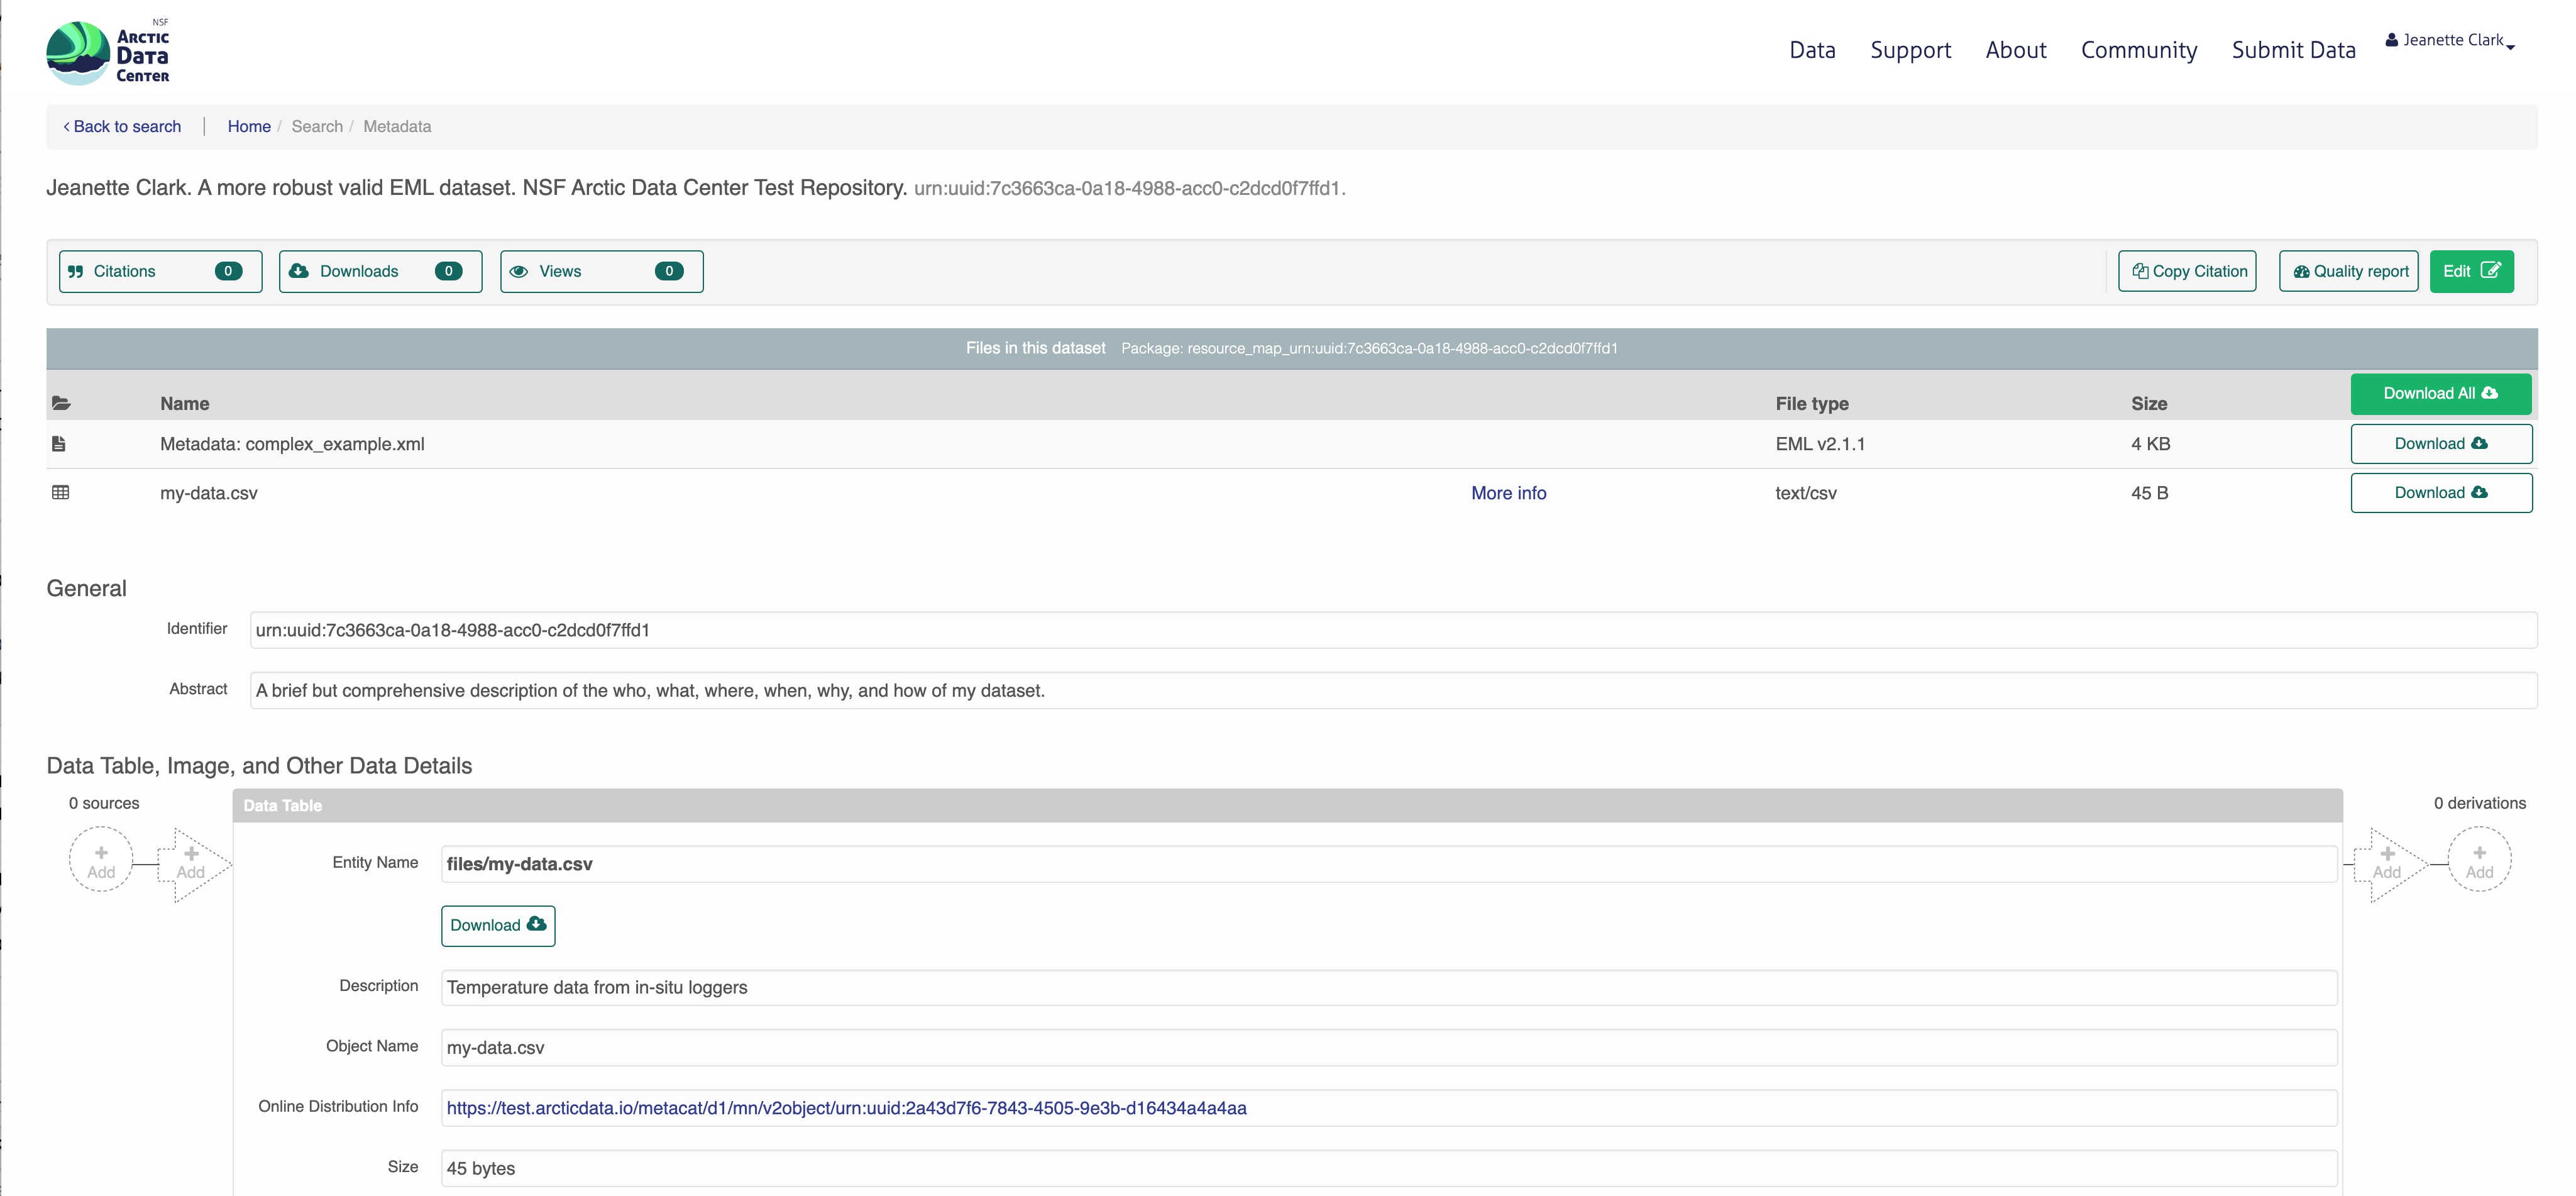 NSF
Arctic
Data
Center
Data Support About Community Submit Data Jeanette Clark
Back to search Home / Search / Metadata
Jeanette Clark. A more robust valid EML dataset. NSF Arctic Data Center Test Repository. urn:uuid:7c3663ca-0a18-4988-acc0-c2dcd0f7ffd1.
Citations 0 Downloads 0 Views 0 Copy Citation Quality report Edit
Files in this dataset Package: resource_map_urn:uuid:7c3663ca-0a18-4988-acc0-c2dcd0f7ffd1
Name File type Size Download All
Metadata: complex_example.xml EML v2.1.1 4 KB Download
my-data.csv More info text/csv 45 B Download
General
Identifier urn:uuid:7c3663ca-0a18-4988-acc0-c2dcd0f7ffd1
Abstract A brief but comprehensive description of the who, what, where, when, why, and how of my dataset.
Data Table, Image, and Other Data Details
0 sources Data Table 0 derivations
Add Add Entity Name files/my-data.csv Add Add
Download
Description Temperature data from in-situ loggers
Object Name my-data.csv
Online Distribution Info https://test.arcticdata.io/metacat/d1/mn/v2object/urn:uuid:2a43d7f6-7843-4505-9e3b-d16434a4a4aa
Size 45 bytes